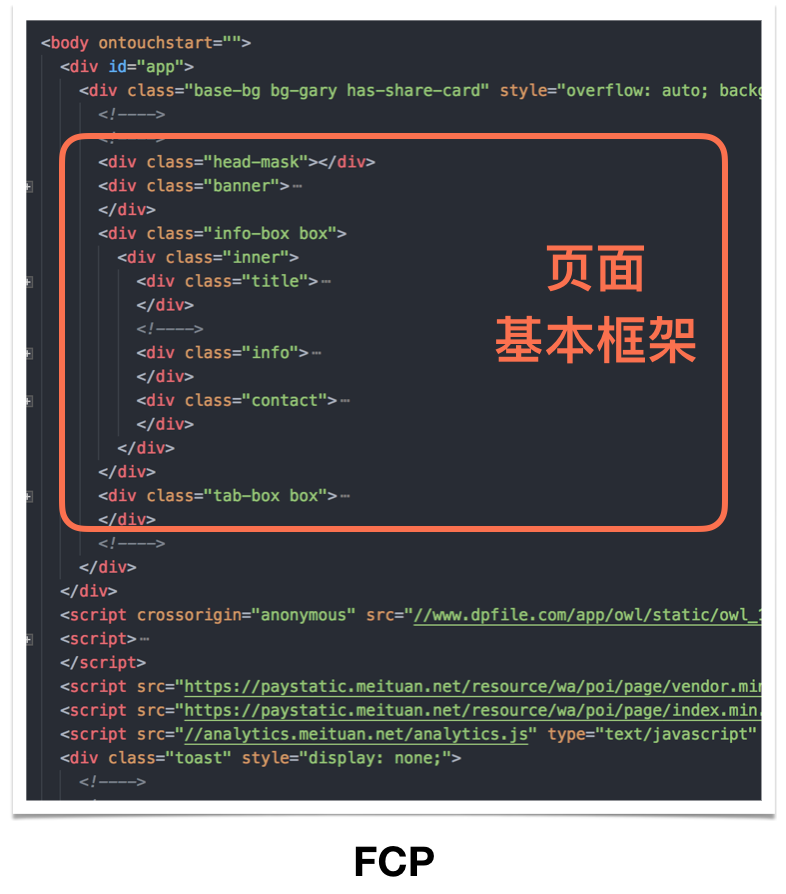 <body ontouchstart="">
<div id="app">
<div class="base-bg bg-gary has-share-card" style="overflow: auto;
<!---->
<!---->
<div class="head-mask"></div>
<div class="banner">⋯
</div>
<div class="info-box box">
<div class="inner">
<div class="title">⋯
</div>
<!---->
<div class="info">⋯
</div>
<div class="contact">⋯
</div>
</div>
</div>
<div class="tab-box box">⋯
</div>
<!---->
</div>
</div>
页面
基本框架
<script crossorigin="anonymous" src="//www.dpfile.com/app/owl/static/owl_
<script>⋯
</script>
<script src="https://paystatic.meituan.net/resource/wa/poi/page/vendor.min
<script src="https://paystatic.meituan.net/resource/wa/poi/page/index.min.
<script src="//analytics.meituan.net/analytics.js" type="text/javascript"
<div class="toast" style="display: none;">
<!---->
FCP